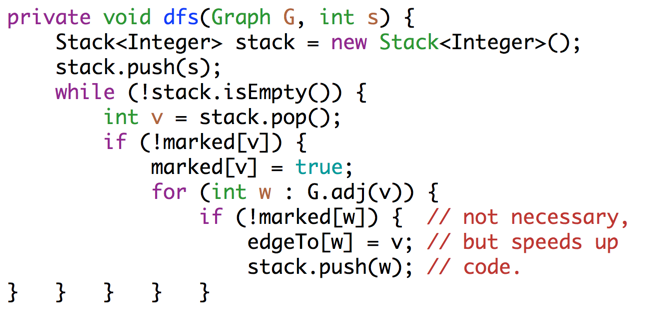 private void dfs(Graph G, int s) {
    Stack<Integer> stack = new Stack<Integer>();
    stack.push(s);
    while (!stack.isEmpty()) {
        int v = stack.pop();
        if (!marked[v]) {
            marked[v] = true;
            for (int w : G.adj(v)) {
                if (!marked[w]) {  // not necessary,
                    edgeTo[w] = v; // but speeds up
                    stack.push(w); // code.
}   }   }   }   }